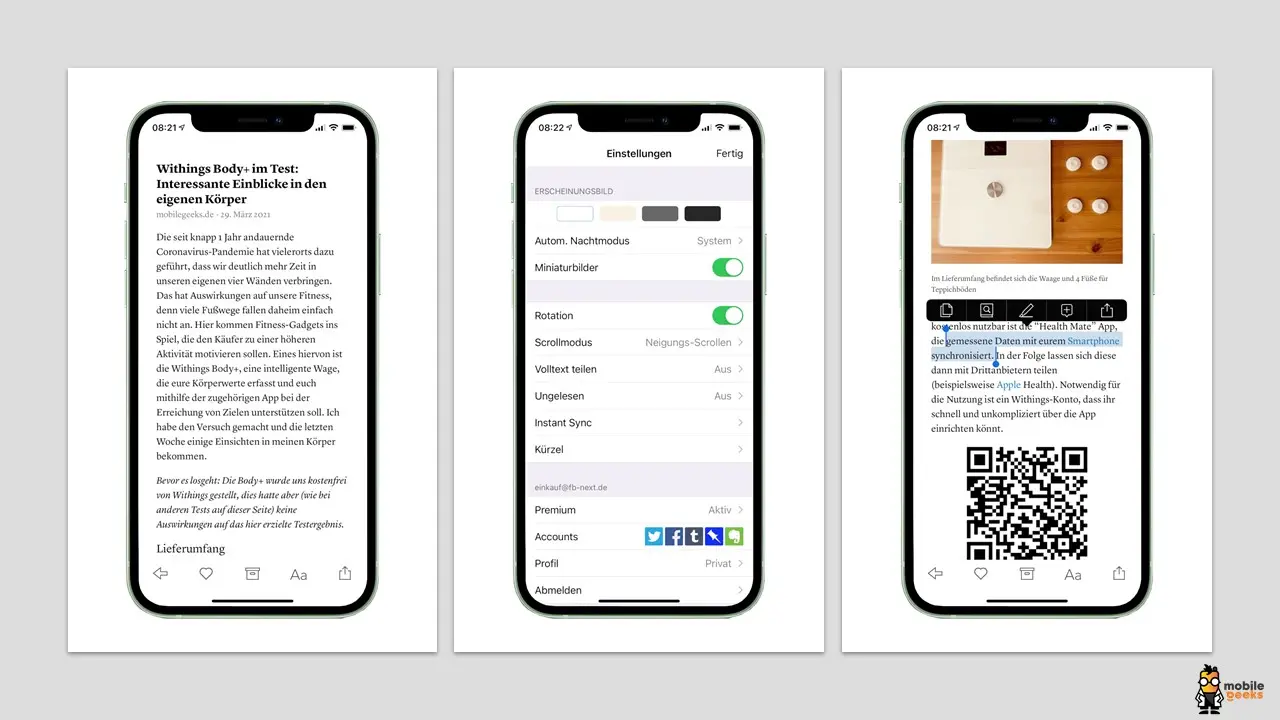 08:21
Withings Body+ im Test:
Interessante Einblicke in den
eigenen Körper
mobilegeeks.de · 29. März 2021
Die seit knapp 1 Jahr andauernde
Coronavirus-Pandemie hat vielerorts dazu
geführt, dass wir deutlich mehr Zeit in
unseren eigenen vier Wänden verbringen.
Das hat Auswirkungen auf unsere Fitness,
denn viele Fußwege fallen daheim einfach
nicht an. Hier kommen Fitness-Gadgets ins
Spiel, die den Käufer zu einer höheren
Aktivität motivieren sollen. Eines hiervon ist
die Withings Body+, eine intelligente Wage,
die eure Körperwerte erfasst und euch
mithilfe der zugehörigen App bei der
Erreichung von Zielen unterstützen soll. Ich
habe den Versuch gemacht und die letzten
Woche einige Einsichten in meinen Körper
bekommen.
Bevor es losgeht: Die Body+ wurde uns kostenfrei
von Withings gestellt, dies hatte aber (wie bei
anderen Tests auf dieser Seite) keine
Auswirkungen auf das hier erzielte Testergebnis.
Lieferumfang
Aa
08:22
Einstellungen Fertig
ERSCHEINUNGSBILD
Autom. Nachtmodus System
Miniaturbilder
Rotation
Scrollmodus Neigungs-Scrollen
Volltext teilen Aus
Ungelesen Aus
Instant Sync
Kürzel
einkauf@fb-next.de
Premium Aktiv
Accounts
Profil Privat
Abmelden
08:21
Im Lieferumfang befindet sich die Waage und 4 Füße für
Teppichböden
kostenlos nutzbar ist die "Health Mate" App,
die gemessene Daten mit eurem Smartphone
synchronisiert. In der Folge lassen sich diese
dann mit Drittanbietern teilen
(beispielsweise Apple Health). Notwendig für
die Nutzung ist ein Withings-Konto, dass ihr
schnell und unkompliziert über die App
einrichten könnt.
Aa
mobile
geeks